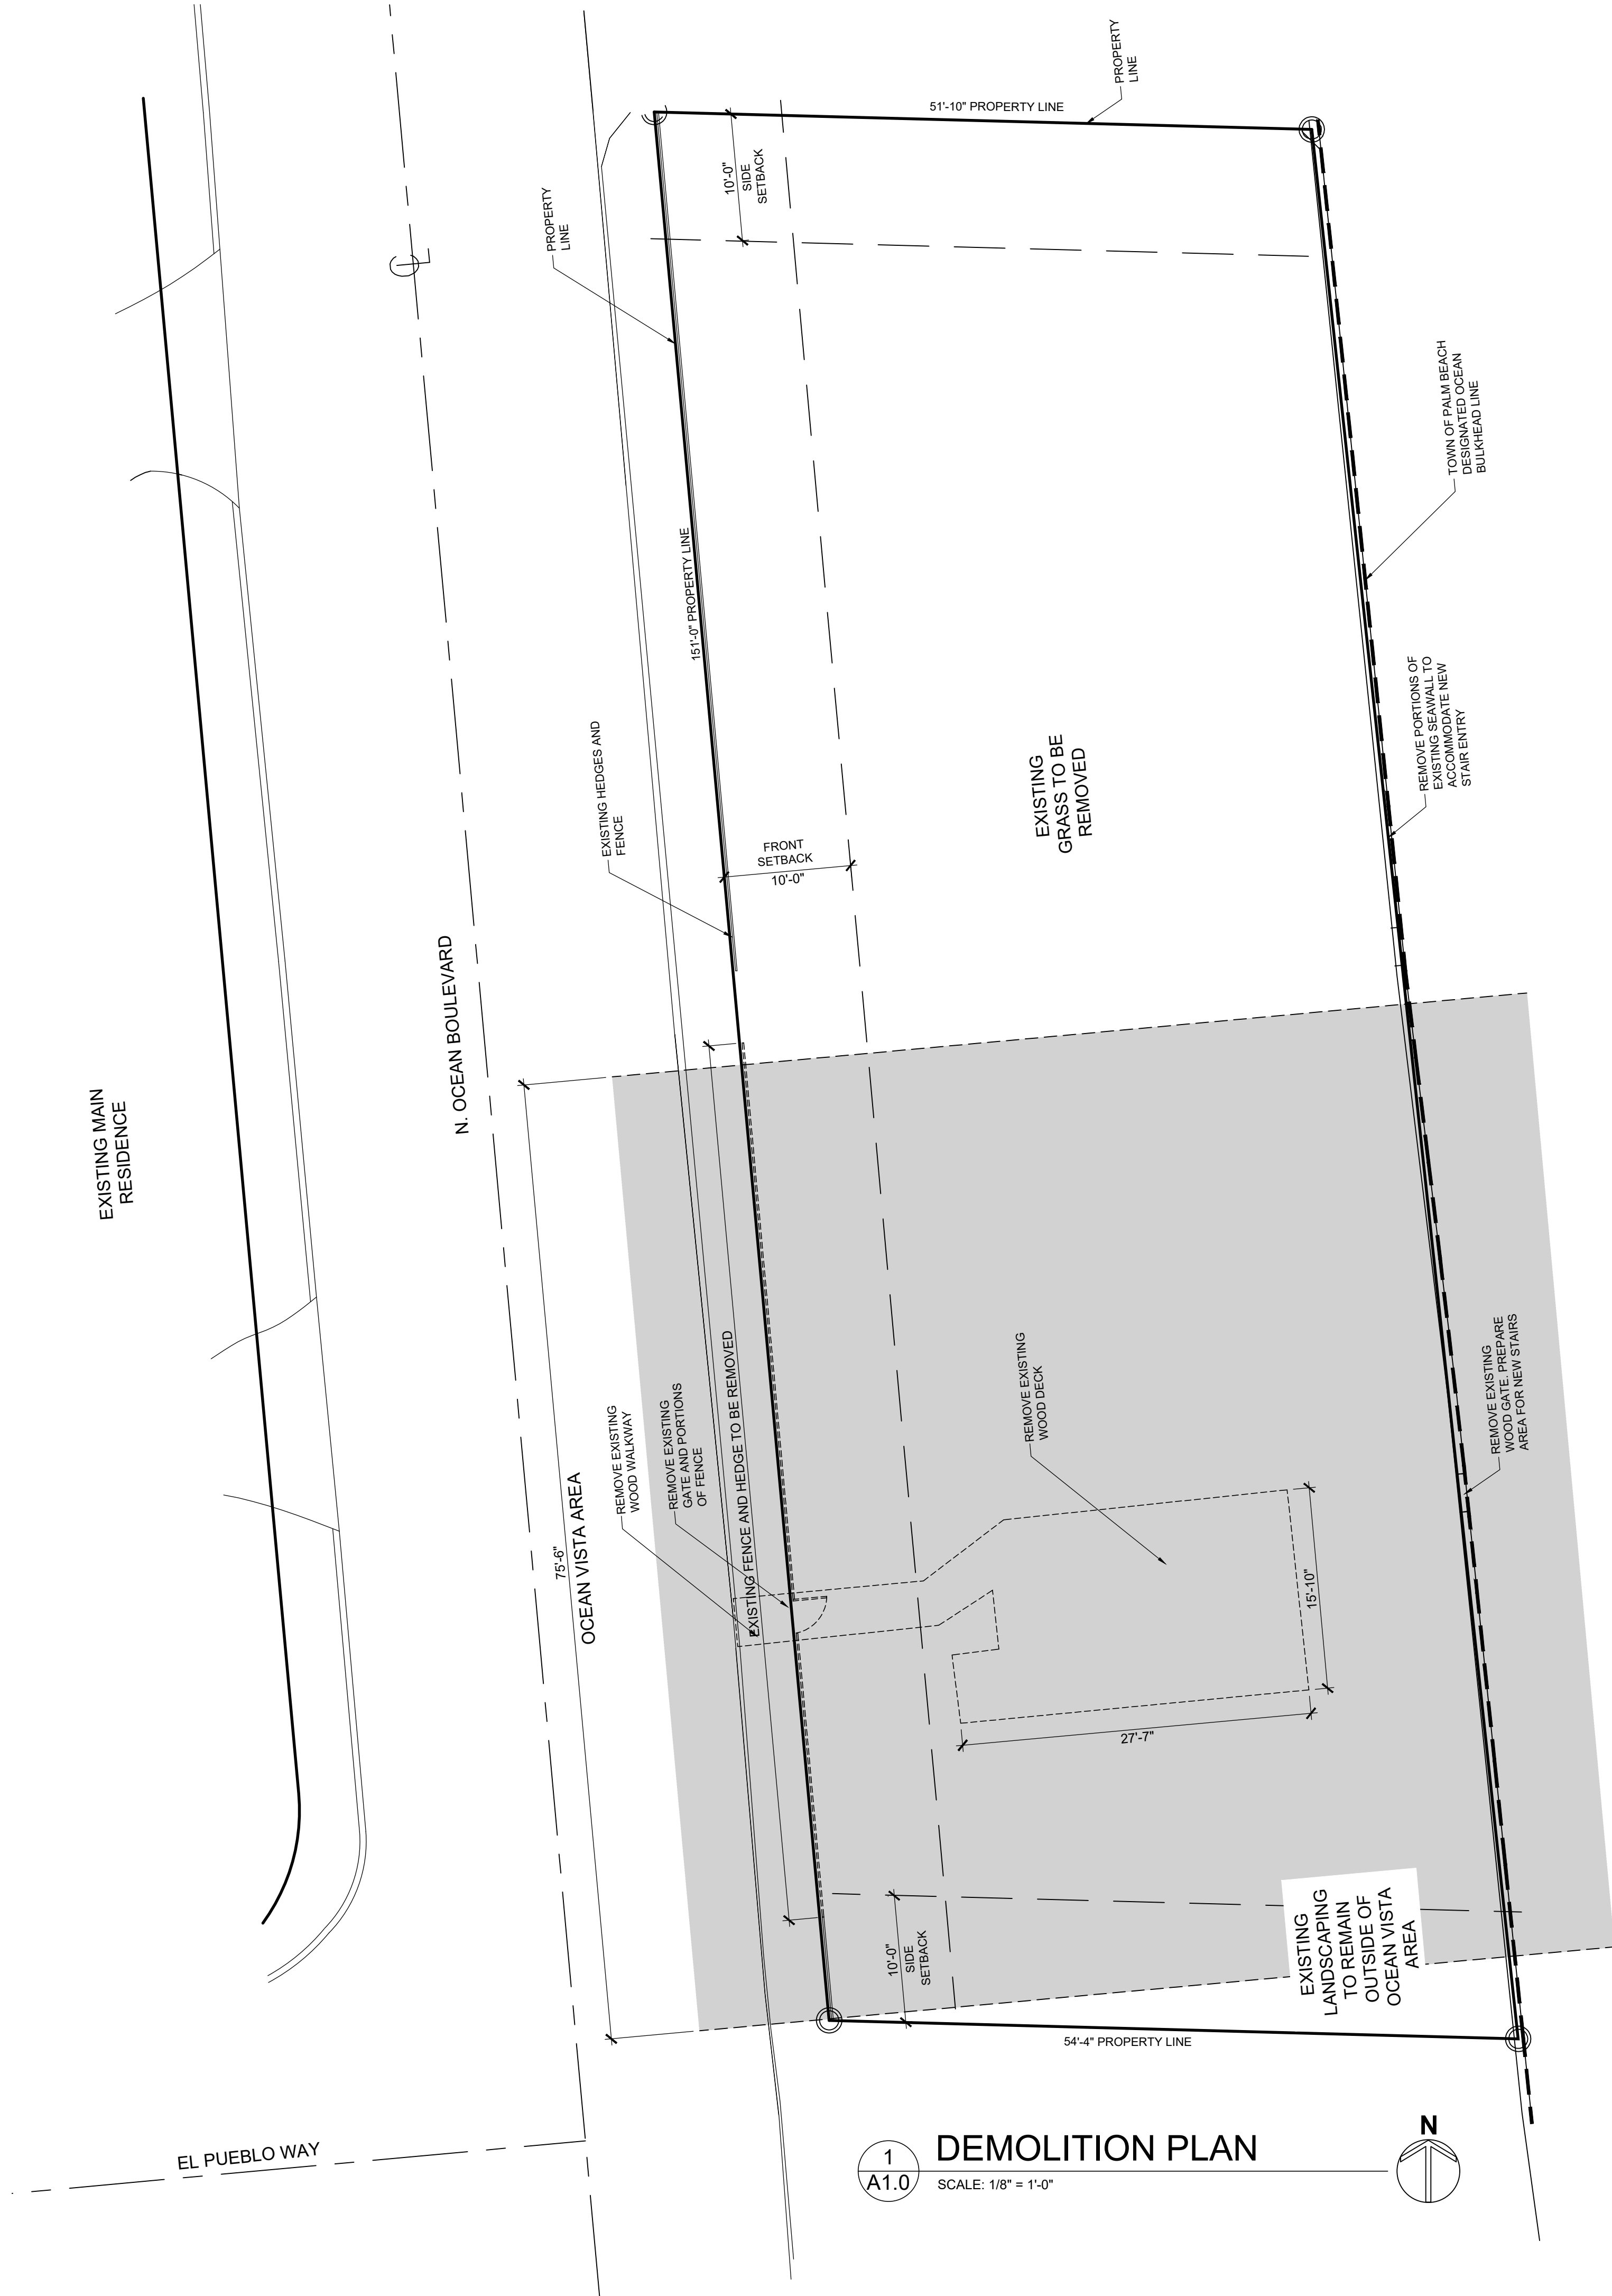 PROPERTY
LINE
51'-10" PROPERTY LINE
10'-0"
SIDE
SETBACK
PROPERTY
LINE
TOWN OF PALM BEACH
DESIGNATED OCEAN
BULKHEAD LINE
151'-0" PROPERTY LINE
REMOVE PORTIONS OF
EXISTING SEAWALL TO
ACCOMMODATE NEW
STAIR ENTRY
EXISTING HEDGES AND
FENCE
EXISTING
GRASS TO BE
REMOVED
FRONT
SETBACK
10'-0"
N. OCEAN BOULEVARD
EXISTING MAIN
RESIDENCE
EXISTING FENCE AND HEDGE TO BE REMOVED
REMOVE EXISTING
WOOD DECK
REMOVE EXISTING
WOOD GATE. PREPARE
AREA FOR NEW STAIRS
REMOVE EXISTING
GATE AND PORTIONS
OF FENCE
REMOVE EXISTING
WOOD WALKWAY
75'-6"
OCEAN VISTA AREA
15'-10"
27'-7"
10'-0"
SIDE
SETBACK
EXISTING
LANDSCAPING
TO REMAIN
OUTSIDE OF
OCEAN VISTA
AREA
54'-4" PROPERTY LINE
EL PUEBLO WAY
1
A1.0
DEMOLITION PLAN
SCALE: 1/8" = 1'-0"
N